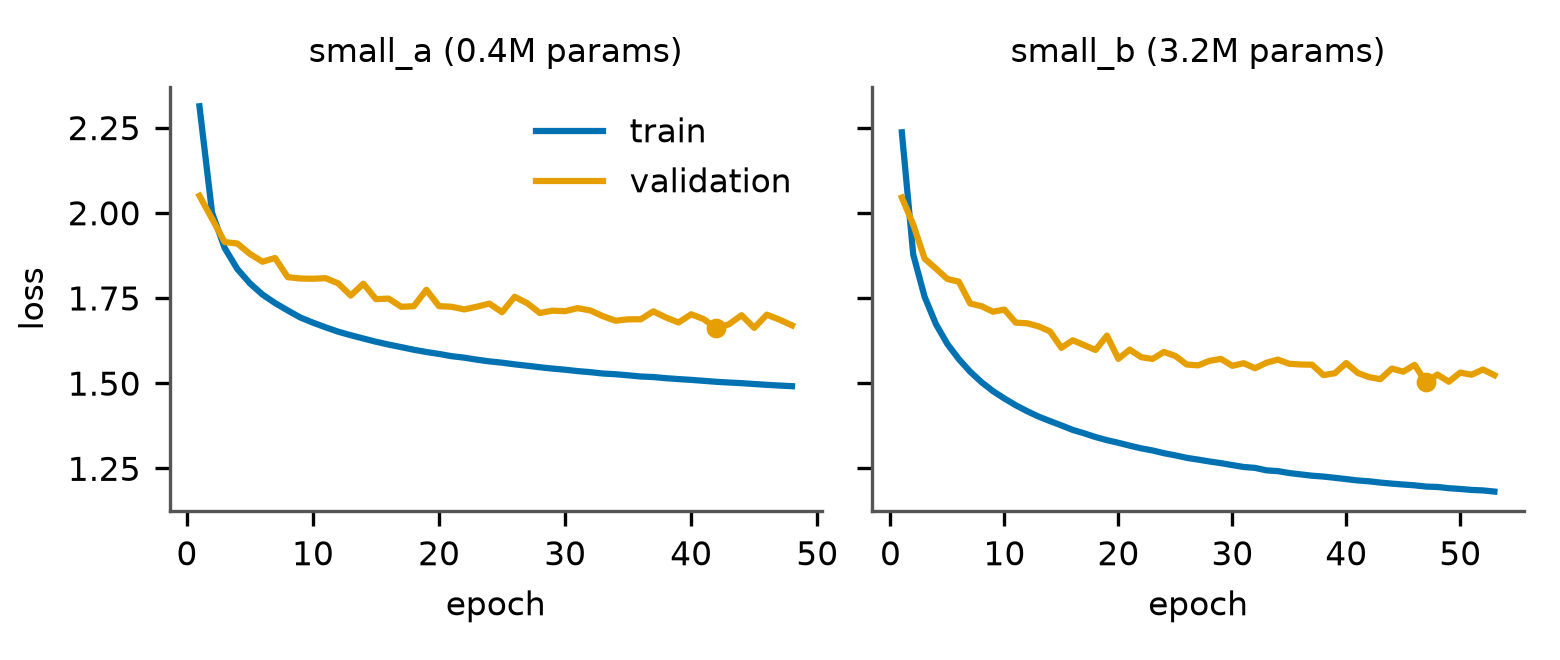 small_a (0.4M params)
small_b (3.2M params)
train
validation
loss
2.25
2.00
1.75
1.50
1.25
0 10 20 30 40 50
0 10 20 30 40 50
epoch
epoch